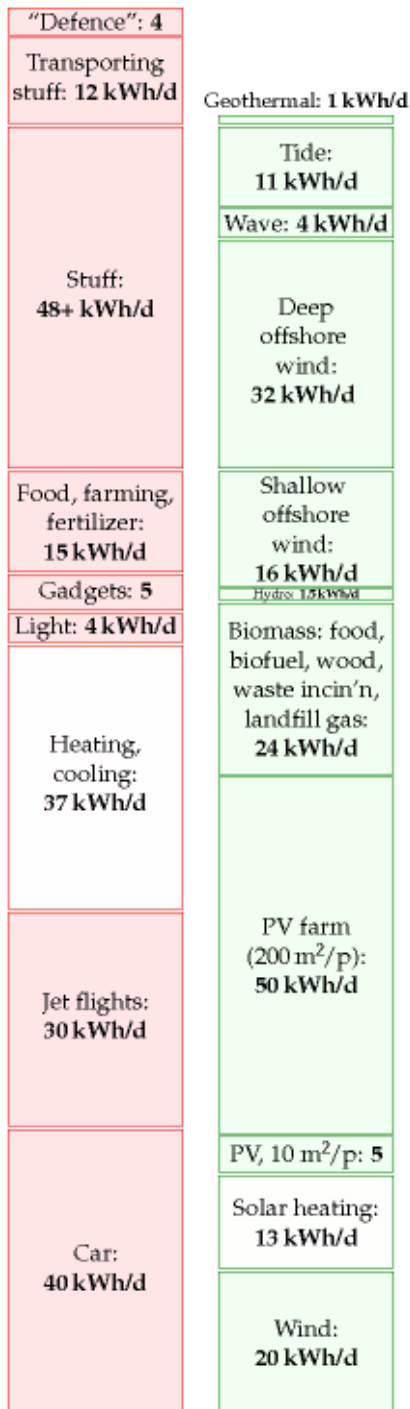 “Defence”: 4
Transporting
stuff: 12 kWh/d
Stuff:
48+ kWh/d
Food, farming,
fertilizer:
15 kWh/d
Gadgets: 5
Light: 4 kWh/d
Heating,
cooling:
37 kWh/d
Jet flights:
30 kWh/d
Car:
40 kWh/d
Geothermal: 1 kWh/d
Tide:
11 kWh/d
Wave: 4 kWh/d
Deep
offshore
wind:
32 kWh/d
Shallow
offshore
wind:
16 kWh/d
Hydro: 1.5 kWh/d
Biomass: food,
biofuel, wood,
waste incin’n,
landfill gas:
24 kWh/d
PV farm
(200 m²/p):
50 kWh/d
PV, 10 m²/p: 5
Solar heating:
13 kWh/d
Wind:
20 kWh/d